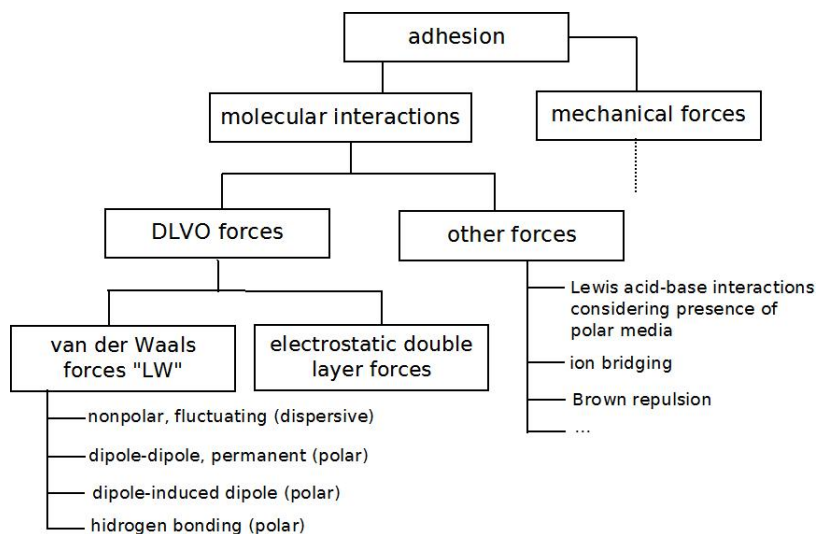 adhesion
molecular interactions
mechanical forces
DLVO forces
other forces
van der Waals
forces "LW"
electrostatic double
layer forces
Lewis acid-base interactions
considering presence of
polar media
ion bridging
Brown repulsion
...
nonpolar, fluctuating (dispersive)
dipole-dipole, permanent (polar)
dipole-induced dipole (polar)
hidrogen bonding (polar)